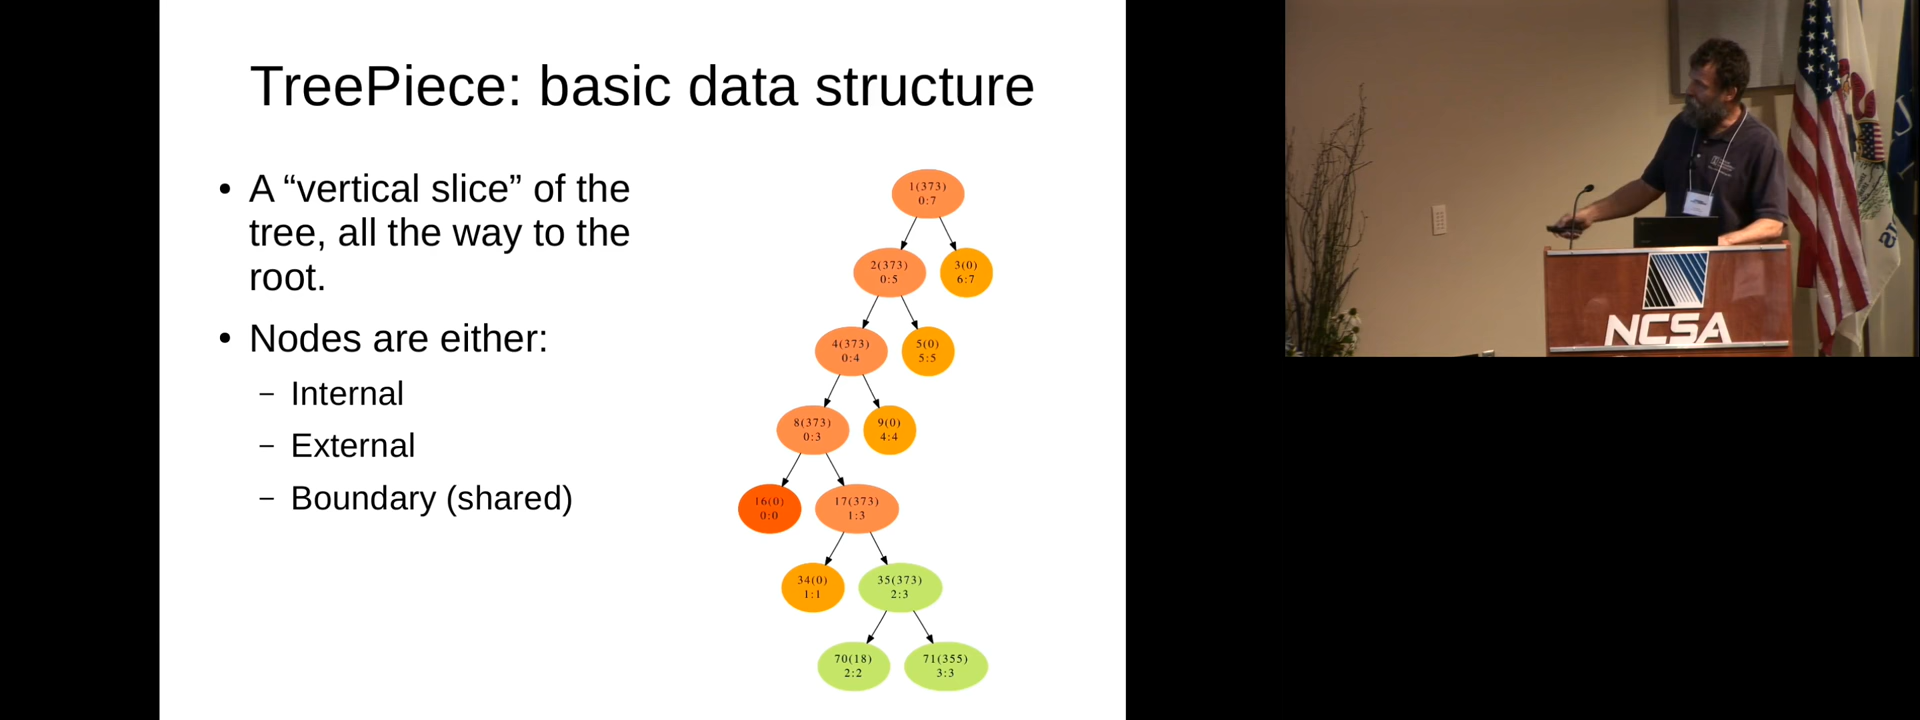 TreePiece: basic data structure
• A “vertical slice” of the
tree, all the way to the
root.
• Nodes are either:
– Internal
– External
– Boundary (shared)
1(373)
0:7
2(373)
0:5
3(0)
6:7
4(373)
0:4
5(0)
5:5
8(373)
0:3
9(0)
4:4
16(0)
0:0
17(373)
1:3
34(0)
1:1
35(373)
2:3
70(18)
2:2
71(355)
3:3
NCSA